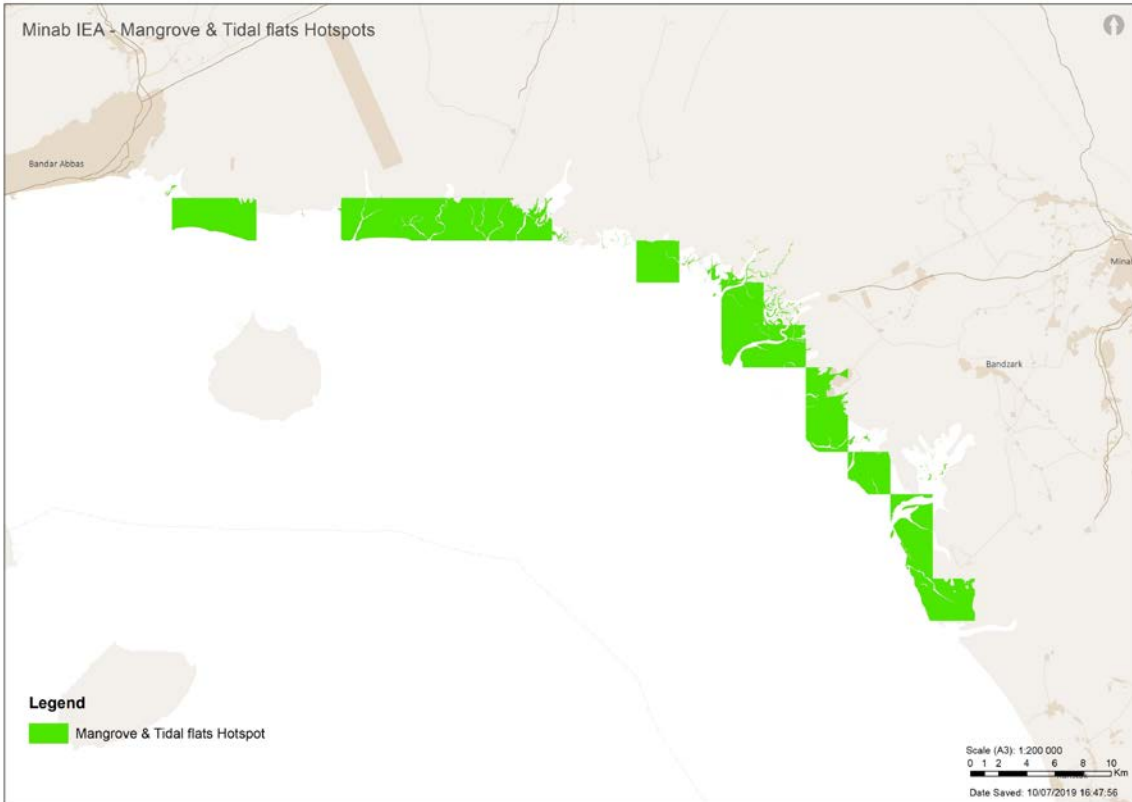 Minab IEA - Mangrove & Tidal flats Hotspots
Bandar Abbas
Minab
Bandzark
Legend
Mangrove & Tidal flats Hotspot
Scale (A3): 1:200 000
0 1 2 4 6 8 10
Km
Date Saved: 10/07/2019 16:47:56